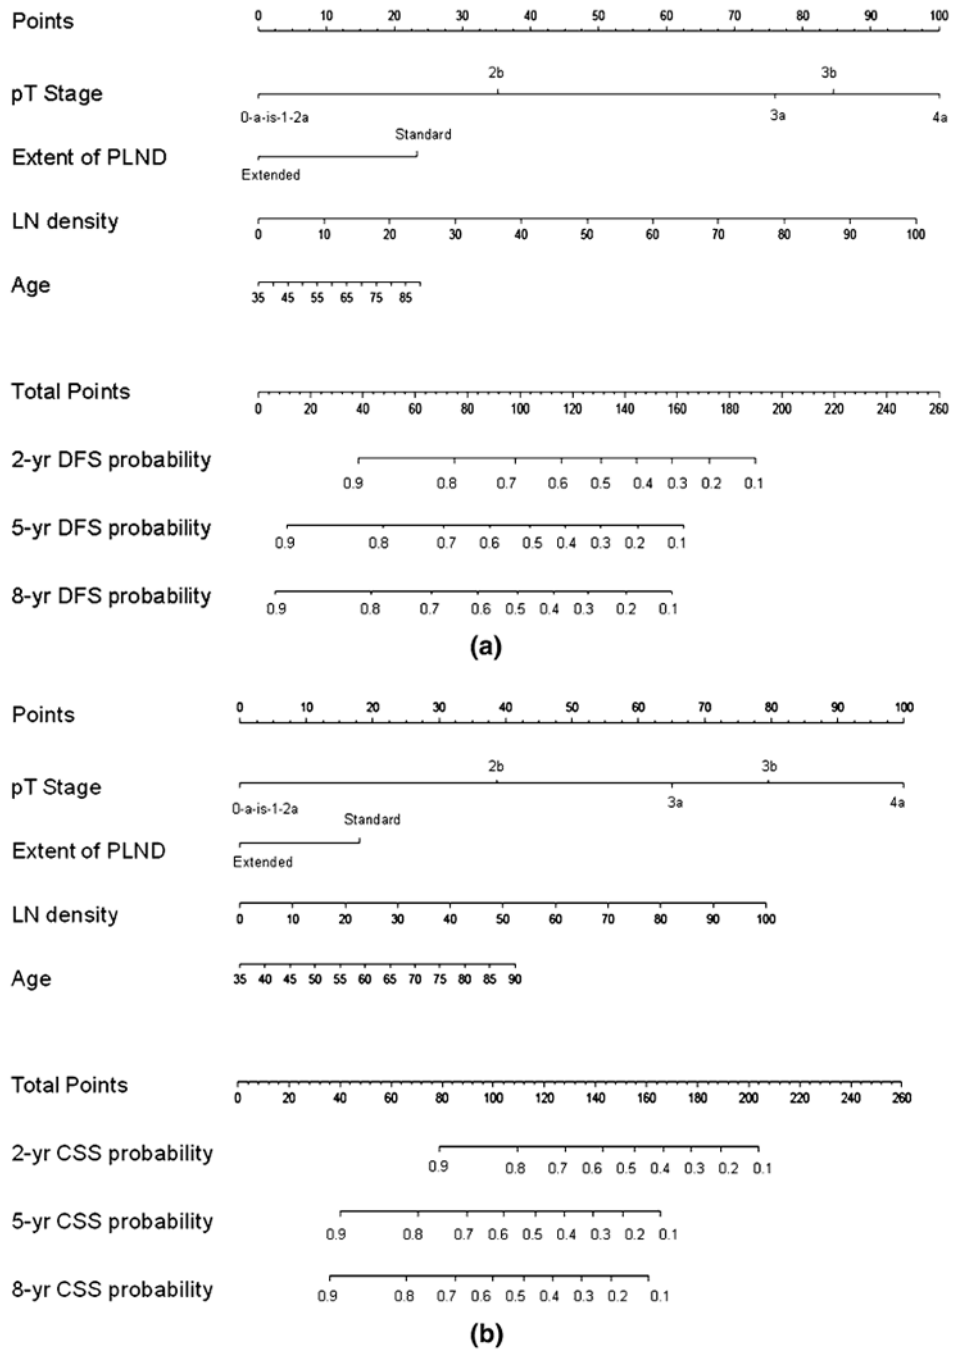 Points 0 10 20 30 40 50 60 70 80 90 100
2b 3b
pT Stage
0-a-is-1-2a 3a 4a
Standard
Extent of PLND
Extended
LN density
0 10 20 30 40 50 60 70 80 90 100
Age
35 45 55 65 75 85
Total Points
0 20 40 60 80 100 120 140 160 180 200 220 240 260
2-yr DFS probability
0.9 0.8 0.7 0.6 0.5 0.4 0.3 0.2 0.1
5-yr DFS probability
0.9 0.8 0.7 0.6 0.5 0.4 0.3 0.2 0.1
8-yr DFS probability
0.9 0.8 0.7 0.6 0.5 0.4 0.3 0.2 0.1
(a)
Points 0 10 20 30 40 50 60 70 80 90 100
2b 3b
pT Stage
0-a-is-1-2a 3a 4a
Standard
Extent of PLND
Extended
LN density
0 10 20 30 40 50 60 70 80 90 100
Age
35 40 45 50 55 60 65 70 75 80 85 90
Total Points
0 20 40 60 80 100 120 140 160 180 200 220 240 260
2-yr CSS probability
0.9 0.8 0.7 0.6 0.5 0.4 0.3 0.2 0.1
5-yr CSS probability
0.9 0.8 0.7 0.6 0.5 0.4 0.3 0.2 0.1
8-yr CSS probability
0.9 0.8 0.7 0.6 0.5 0.4 0.3 0.2 0.1
(b)